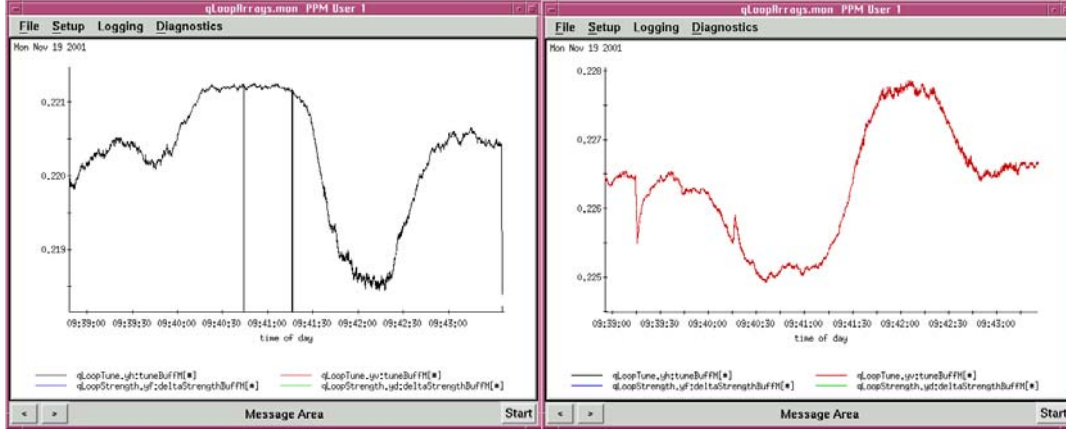 qLoopArrays.mon PPM User 1
File Setup Logging Diagnostics
Mon Nov 19 2001
0.221
0.220
0.219
09:39:00 09:39:30 09:40:00 09:40:30 09:41:00 09:41:30 09:42:00 09:42:30 09:43:00
time of day
qLoopTune.yh:tuneBuffM[*] qLoopTune.yv:tuneBuffM[*]
qLoopStrength.yf:deltaStrengthBuffM[*] qLoopStrength.yd:deltaStrengthBuffM[*]
< > Message Area Start
qLoopArrays.mon PPM User 1
File Setup Logging Diagnostics
Mon Nov 19 2001
0.228
0.227
0.226
0.225
09:39:00 09:39:30 09:40:00 09:40:30 09:41:00 09:41:30 09:42:00 09:42:30 09:43:00
time of day
qLoopTune.yh:tuneBuffM[*] qLoopTune.yv:tuneBuffM[*]
qLoopStrength.yf:deltaStrengthBuffM[*] qLoopStrength.yd:deltaStrengthBuffM[*]
< > Message Area Start